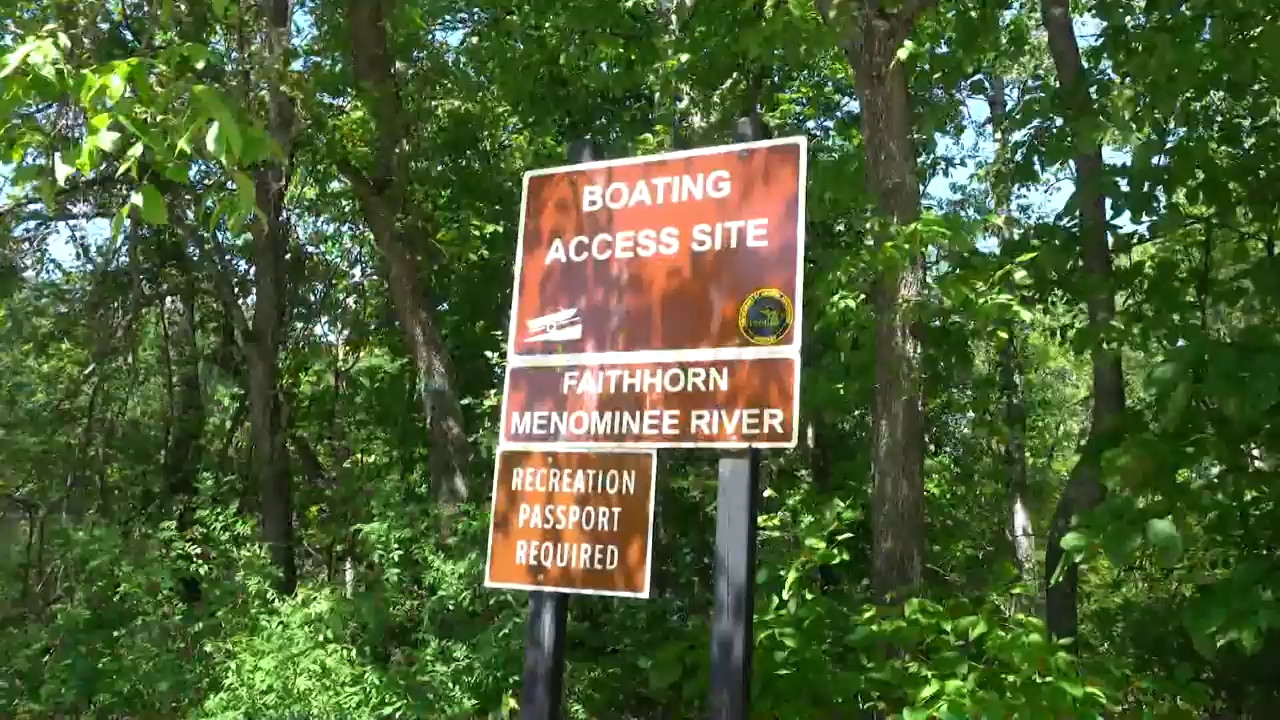 BOATING
ACCESS SITE
FAITHHORN
MENOMINEE RIVER
RECREATION
PASSPORT
REQUIRED